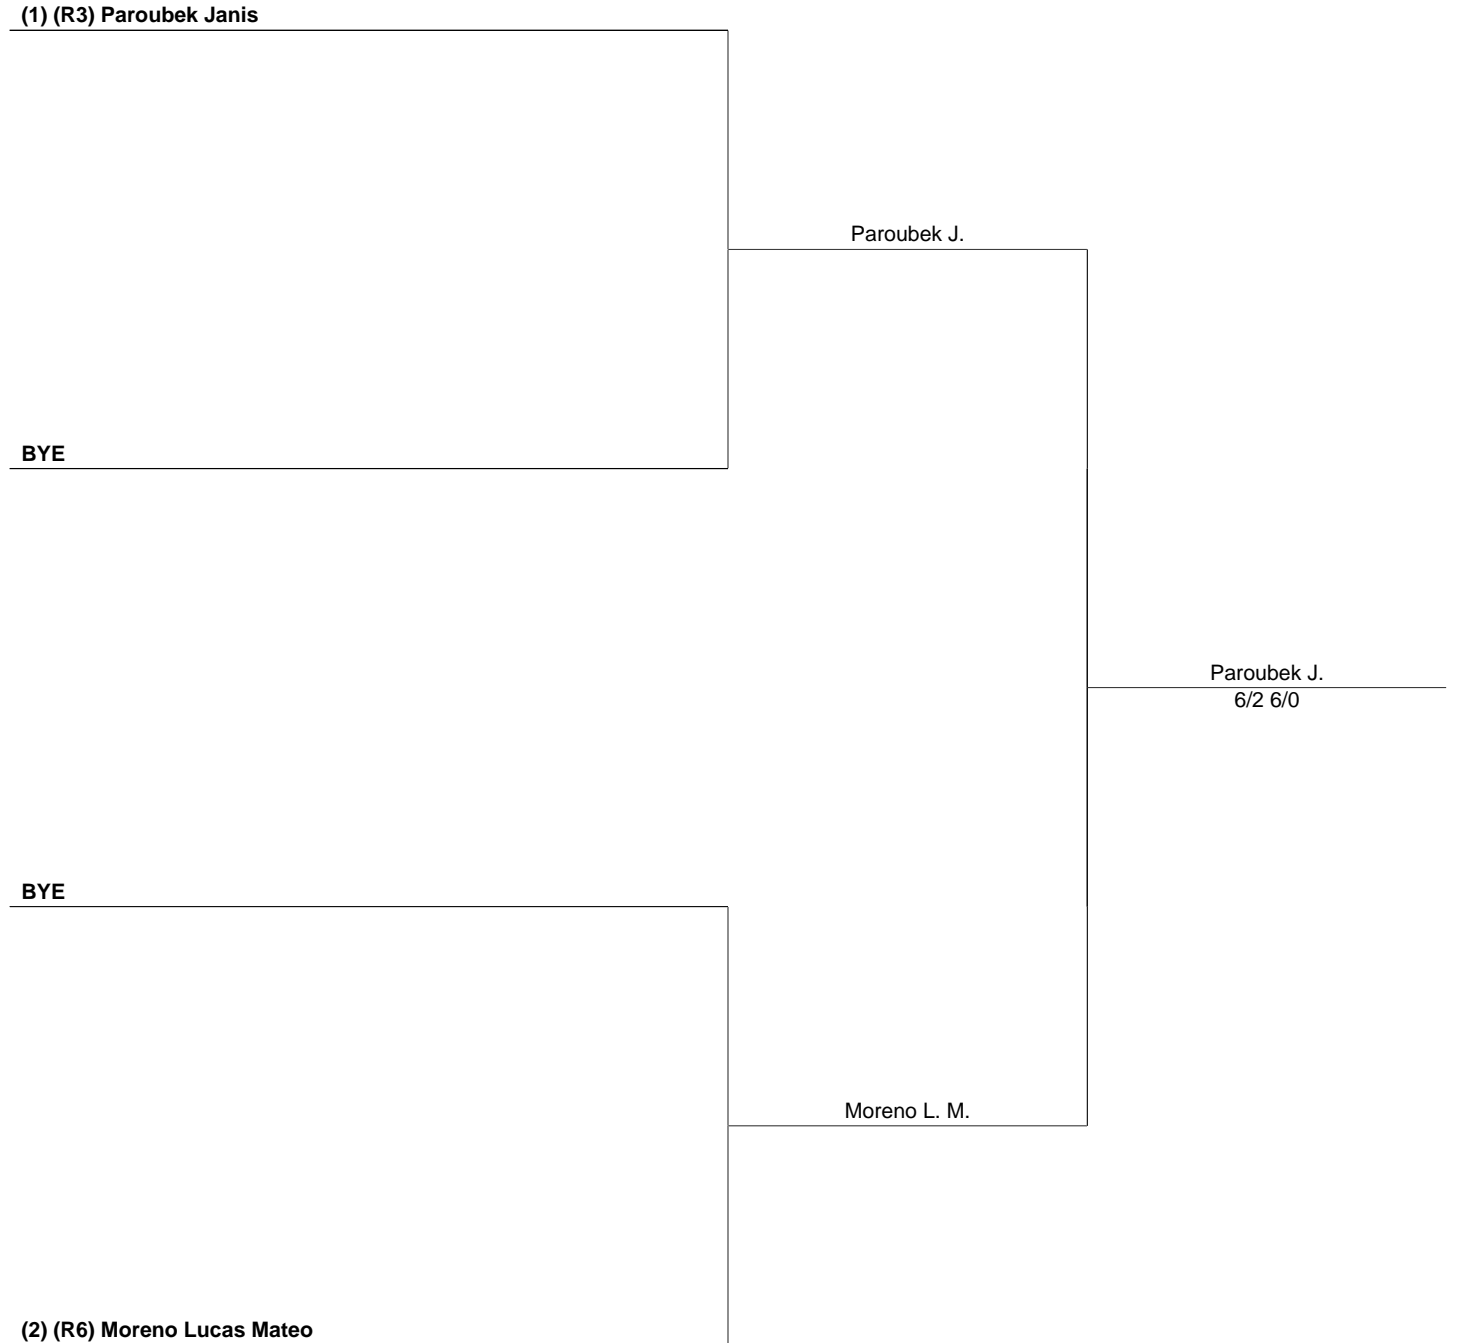 (1) (R3) Paroubek Janis
Paroubek J.
BYE
Paroubek J.
6/2 6/0
BYE
Moreno L. M.
(2) (R6) Moreno Lucas Mateo